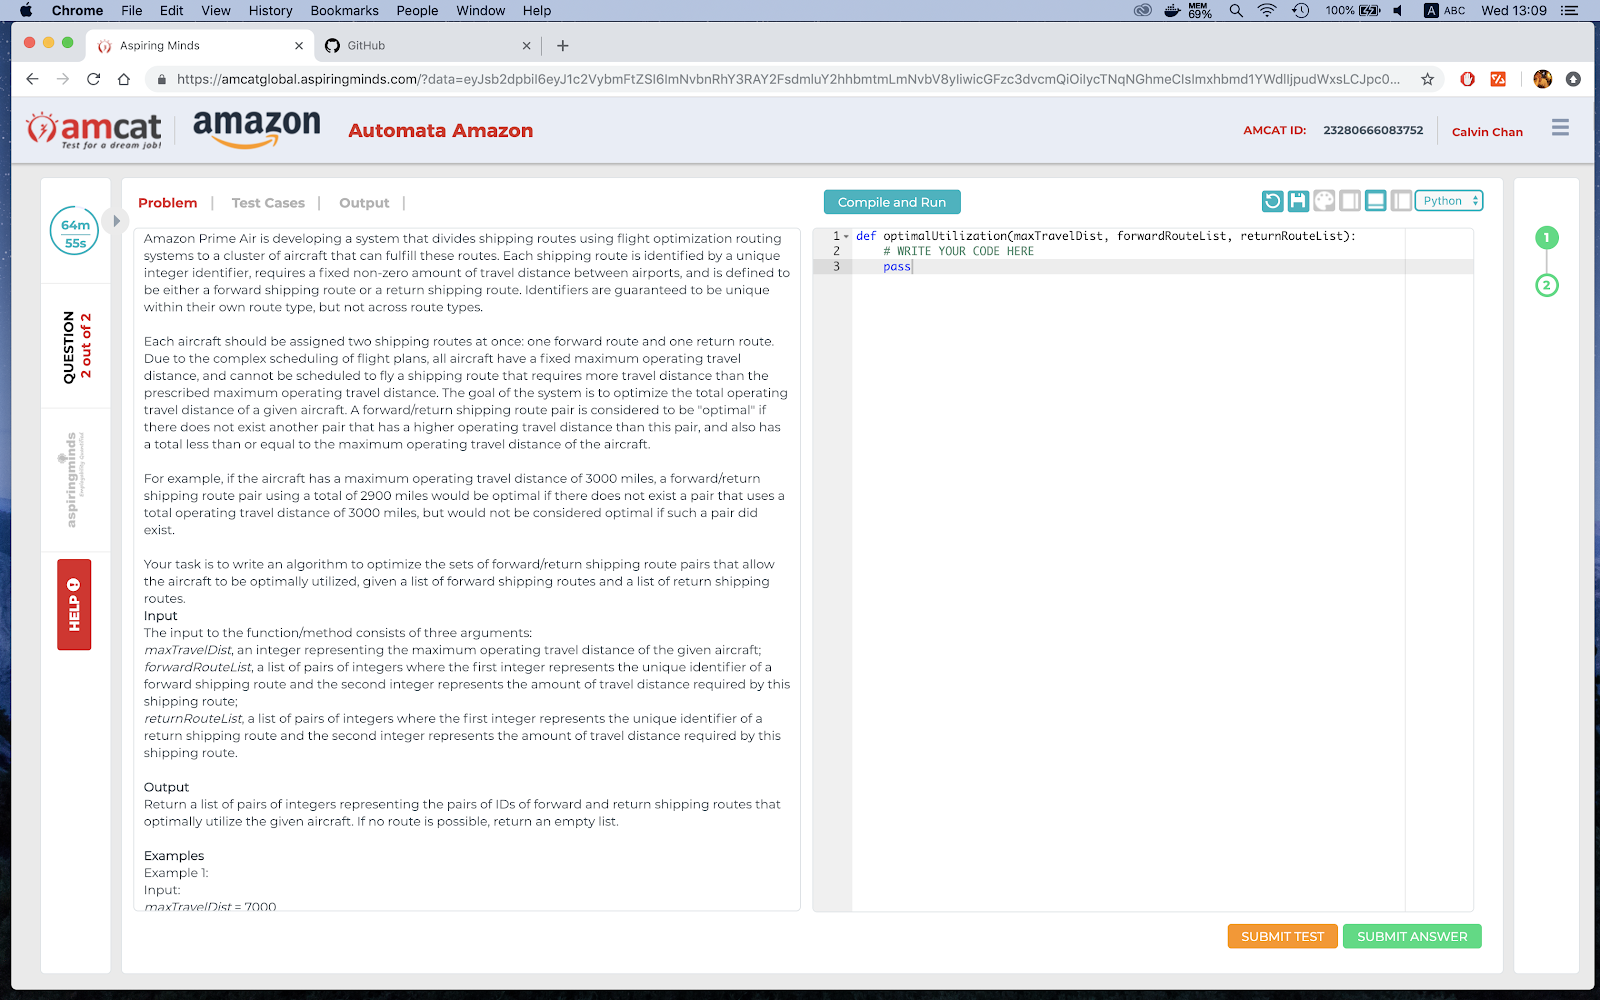 Chrome File Edit View History Bookmarks People Window Help MEM 69% 100% A ABC Wed 13:09
Aspiring Minds GitHub
https://amcatglobal.aspiringminds.com/
amcat
Test for a dream job!
amazon
Automata Amazon
AMCAT ID: 23280666083752 Calvin Chan
64m
55s
QUESTION
2 out of 2
aspiringminds
HELP
Problem | Test Cases | Output |
Amazon Prime Air is developing a system that divides shipping routes using flight optimization routing
systems to a cluster of aircraft that can fulfill these routes. Each shipping route is identified by a unique
integer identifier, requires a fixed non-zero amount of travel distance between airports, and is defined to
be either a forward shipping route or a return shipping route. Identifiers are guaranteed to be unique
within their own route type, but not across route types.
Each aircraft should be assigned two shipping routes at once: one forward route and one return route.
Due to the complex scheduling of flight plans, all aircraft have a fixed maximum operating travel
distance, and cannot be scheduled to fly a shipping route that requires more travel distance than the
prescribed maximum operating travel distance. The goal of the system is to optimize the total operating
travel distance of a given aircraft. A forward/return shipping route pair is considered to be "optimal" if
there does not exist another pair that has a higher operating travel distance than this pair, and also has
a total less than or equal to the maximum operating travel distance of the aircraft.
For example, if the aircraft has a maximum operating travel distance of 3000 miles, a forward/return
shipping route pair using a total of 2900 miles would be optimal if there does not exist a pair that uses a
total operating travel distance of 3000 miles, but would not be considered optimal if such a pair did
exist.
Your task is to write an algorithm to optimize the sets of forward/return shipping route pairs that allow
the aircraft to be optimally utilized, given a list of forward shipping routes and a list of return shipping
routes.
Input
The input to the function/method consists of three arguments:
maxTravelDist, an integer representing the maximum operating travel distance of the given aircraft;
forwardRouteList, a list of pairs of integers where the first integer represents the unique identifier of a
forward shipping route and the second integer represents the amount of travel distance required by this
shipping route;
returnRouteList, a list of pairs of integers where the first integer represents the unique identifier of a
return shipping route and the second integer represents the amount of travel distance required by this
shipping route.
Output
Return a list of pairs of integers representing the pairs of IDs of forward and return shipping routes that
optimally utilize the given aircraft. If no route is possible, return an empty list.
Examples
Example 1:
Input:
maxTravelDist = 7000
Compile and Run Python
1 def optimalUtilization(maxTravelDist, forwardRouteList, returnRouteList):
2 # WRITE YOUR CODE HERE
3 pass
1
2
SUBMIT TEST SUBMIT ANSWER